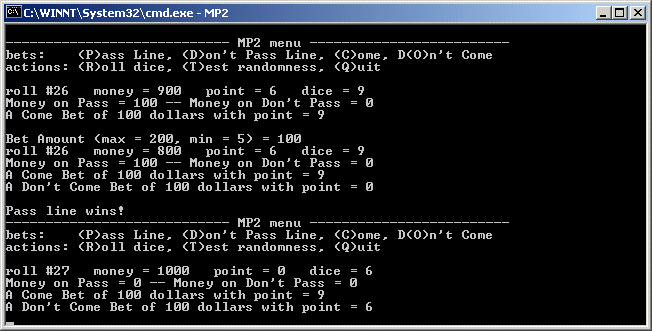 C:\WINNT\System32\cmd.exe - MP2
---------------------------- MP2 menu -------------------------
bets:    (P)ass Line, (D)on't Pass Line, (C)ome, D(O)n't Come
actions: (R)oll dice, (T)est randomness, (Q)uit
roll #26   money = 900   point = 6   dice = 9
Money on Pass = 100 -- Money on Don't Pass = 0
A Come Bet of 100 dollars with point = 9
Bet Amount (max = 200, min = 5) = 100
roll #26   money = 800   point = 6   dice = 9
Money on Pass = 100 -- Money on Don't Pass = 0
A Come Bet of 100 dollars with point = 9
A Don't Come Bet of 100 dollars with point = 0
Pass line wins!
---------------------------- MP2 menu -------------------------
bets:    (P)ass Line, (D)on't Pass Line, (C)ome, D(O)n't Come
actions: (R)oll dice, (T)est randomness, (Q)uit
roll #27   money = 1000   point = 0   dice = 6
Money on Pass = 0 -- Money on Don't Pass = 0
A Come Bet of 100 dollars with point = 9
A Don't Come Bet of 100 dollars with point = 6